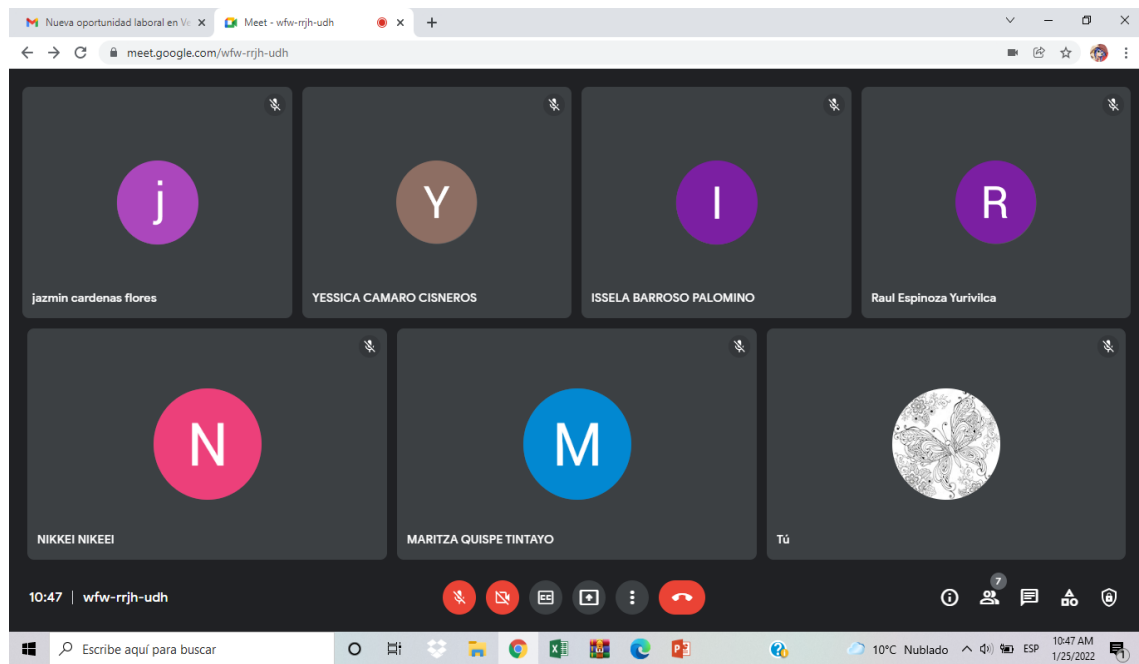 Nueva oportunidad laboral en Ve
Meet - wfw-rrjh-udh
meet.google.com/wfw-rrjh-udh
j
Y
I
R
jazmin cardenas flores
YESSICA CAMARO CISNEROS
ISSELA BARROSO PALOMINO
Raul Espinoza Yurivilca
N
M
NIKKEI NIKEEI
MARITZA QUISPE TINTAYO
Tú
10:47 | wfw-rrjh-udh
CC
7
Escribe aquí para buscar
10°C Nublado
ESP
10:47 AM
1/25/2022
1